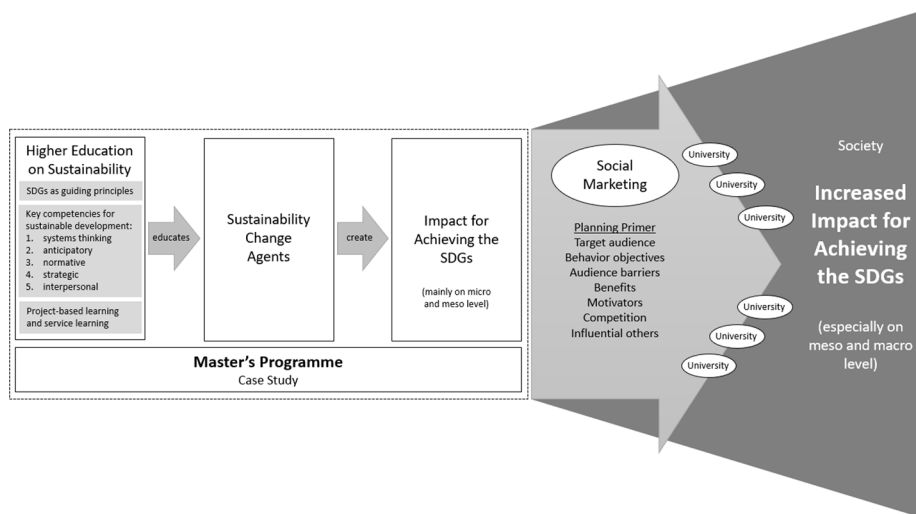 Higher Education
on Sustainability
SDGs as guiding principles
Key competencies for
sustainable development:
1. systems thinking
2. anticipatory
3. normative
4. strategic
5. interpersonal
Project-based learning
and service learning
educates
Sustainability
Change
Agents
create
Impact for
Achieving the
SDGs
(mainly on micro
and meso level)
Master's Programme
Case Study
Social
Marketing
Planning Primer
Target audience
Behavior objectives
Audience barriers
Benefits
Motivators
Competition
Influential others
University
University
University
University
University
University
Society
Increased
Impact for
Achieving
the SDGs
(especially on
meso and macro
level)